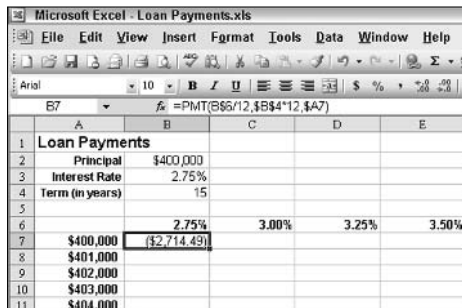 Microsoft Excel - Loan Payments.xls
File Edit View Insert Format Tools Data Window Help
Arial 10 B I U $ % ,
B7 fx =PMT(B$6/12,$B$4*12,$A7)
A B C D E
1 Loan Payments
2 Principal $400,000
3 Interest Rate 2.75%
4 Term (in years) 15
5
6 2.75% 3.00% 3.25% 3.50%
7 $400,000 ($2,714.49)
8 $401,000
9 $402,000
10 $403,000
11 $404,000